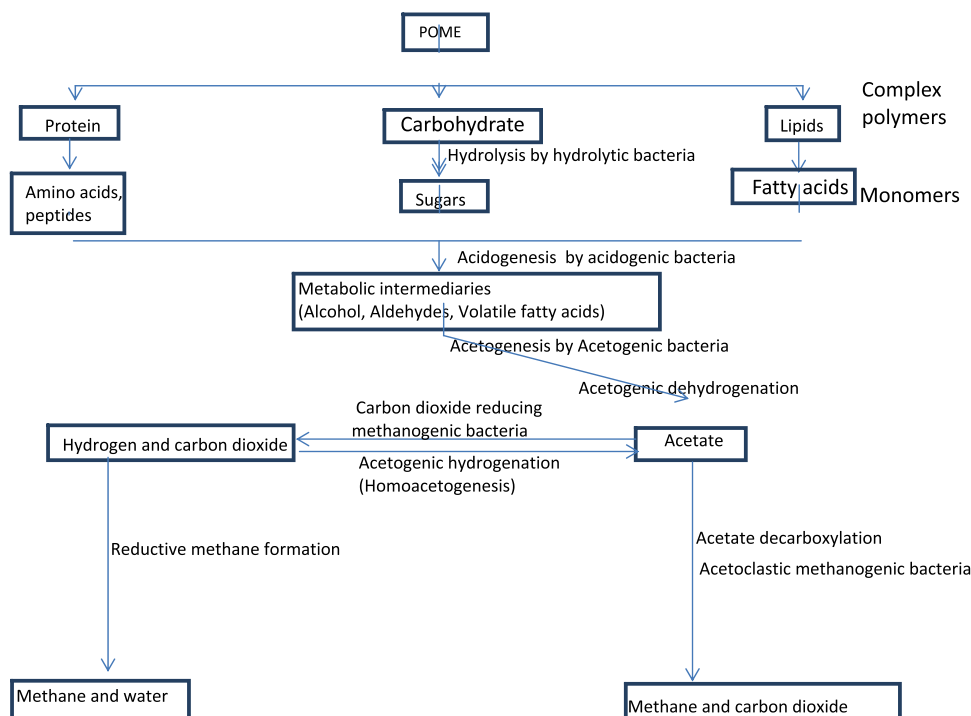 POME
Complex
polymers
Protein
Carbohydrate
Lipids
Hydrolysis by hydrolytic bacteria
Amino acids,
peptides
Sugars
Fatty acids
Monomers
Acidogenesis by acidogenic bacteria
Metabolic intermediaries
(Alcohol, Aldehydes, Volatile fatty acids)
Acetogenesis by Acetogenic bacteria
Acetogenic dehydrogenation
Carbon dioxide reducing
methanogenic bacteria
Hydrogen and carbon dioxide
Acetate
Acetogenic hydrogenation
(Homoacetogenesis)
Reductive methane formation
Acetate decarboxylation
Acetoclastic methanogenic bacteria
Methane and water
Methane and carbon dioxide